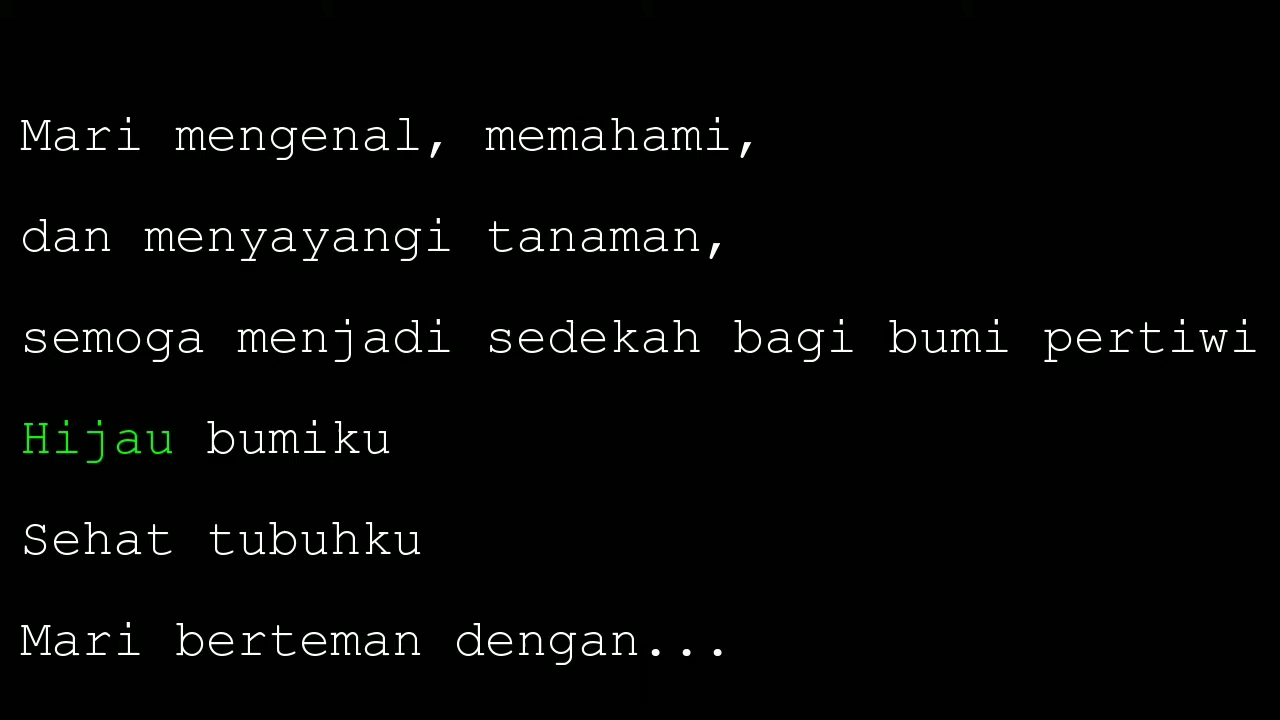 Mari mengenal, memahami,
dan menyayangi tanaman,
semoga menjadi sedekah bagi bumi pertiwi
Hijau bumiku
Sehat tubuhku
Mari berteman dengan...